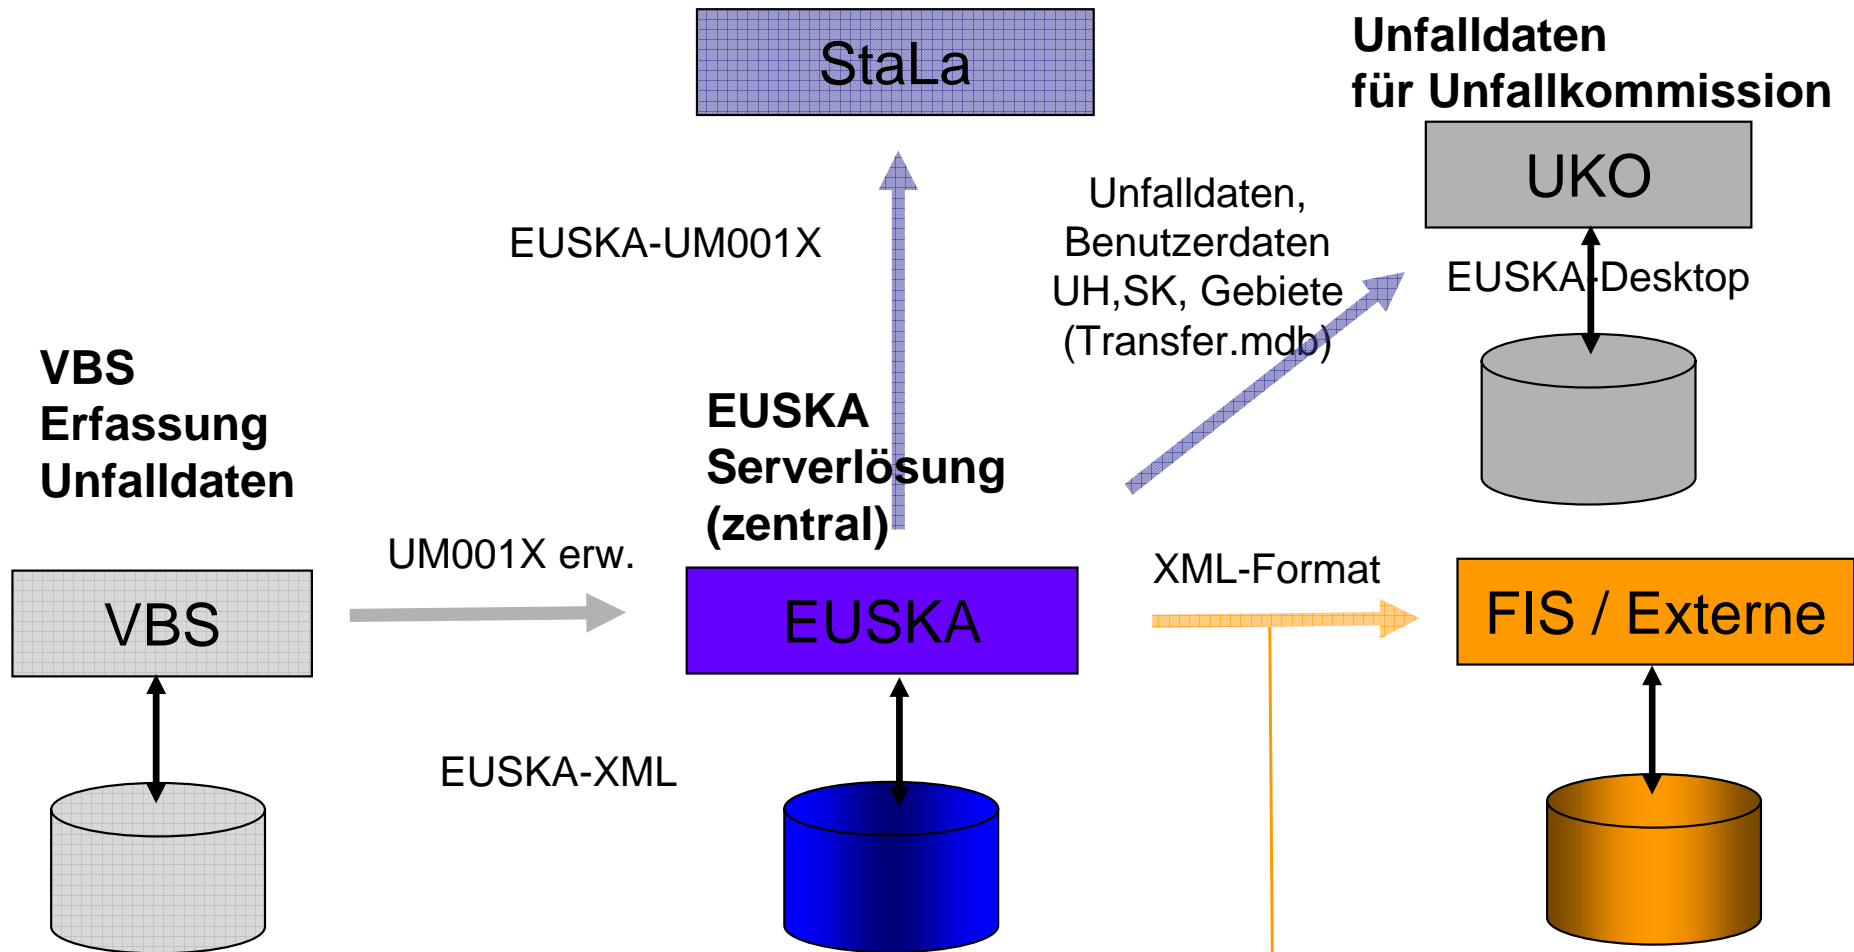 StaLa
Unfalldaten
für Unfallkommission
UKO
Unfalldaten,
Benutzerdaten
UH,SK, Gebiete
(Transfer.mdb)
EUSKA-UM001X
EUSKA-Desktop
VBS
Erfassung
Unfalldaten
EUSKA
Serverlösung
(zentral)
UM001X erw.
XML-Format
VBS
EUSKA
FIS / Externe
EUSKA-XML